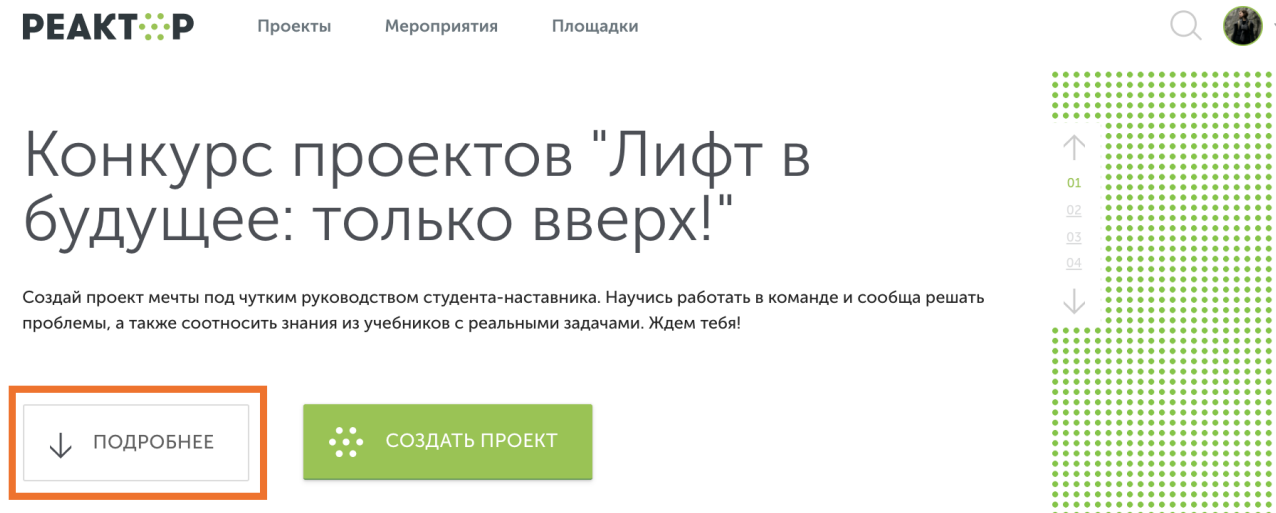 РЕАКТОР
Проекты Мероприятия Площадки
Конкурс проектов "Лифт в
будущее: только вверх!"
Создай проект мечты под чутким руководством студента-наставника. Научись работать в команде и сообща решать
проблемы, а также соотносить знания из учебников с реальными задачами. Ждем тебя!
01
02
03
04
ПОДРОБНЕЕ
СОЗДАТЬ ПРОЕКТ